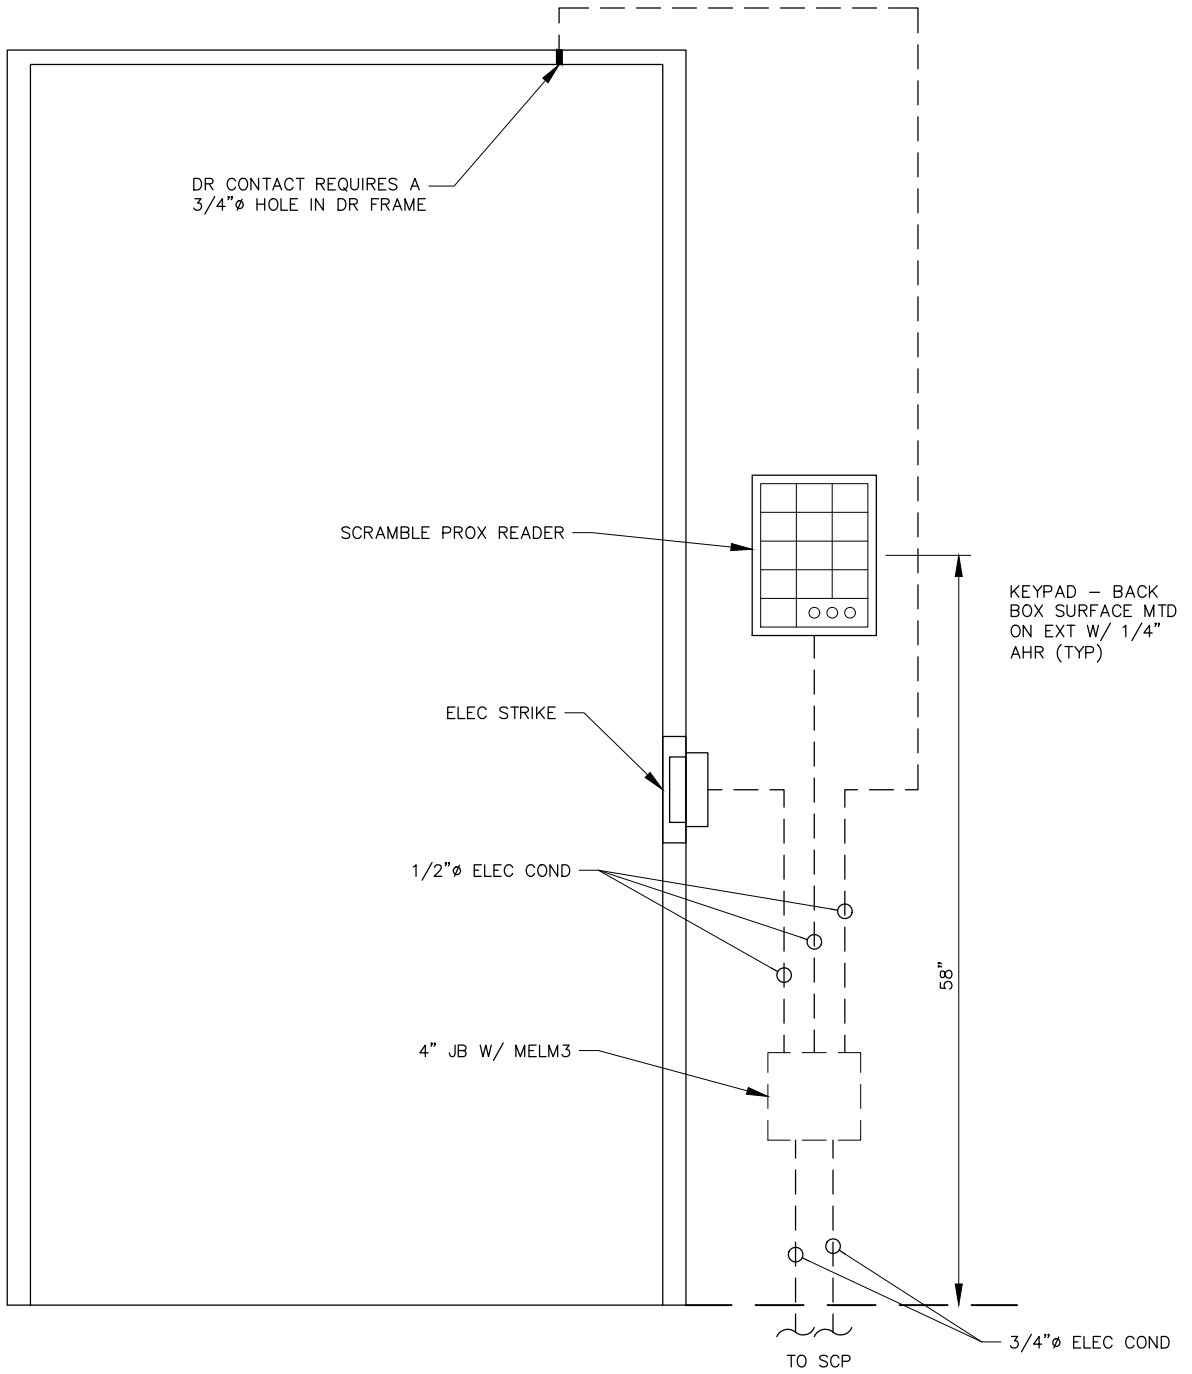 DR CONTACT REQUIRES A
3/4"ø HOLE IN DR FRAME
SCRAMBLE PROX READER
KEYPAD – BACK
BOX SURFACE MTD
ON EXT W/ 1/4"
AHR (TYP)
ELEC STRIKE
1/2"ø ELEC COND
58"
4" JB W/ MELM3
3/4"ø ELEC COND
TO SCP